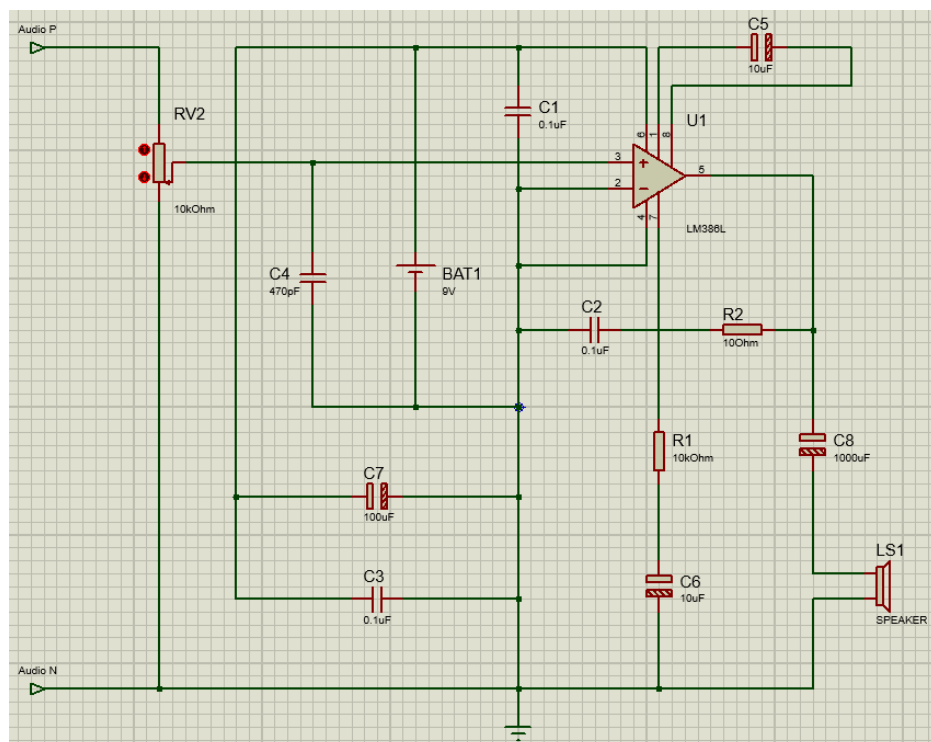 Audio P
C5
10uF
RV2
C1
0.1uF
U1
6
1
8
3
2
5
4
7
LM386L
10kOhm
C4
470pF
BAT1
9V
C2
0.1uF
R2
10Ohm
R1
10kOhm
C8
1000uF
C7
100uF
LS1
SPEAKER
C3
0.1uF
C6
10uF
Audio N